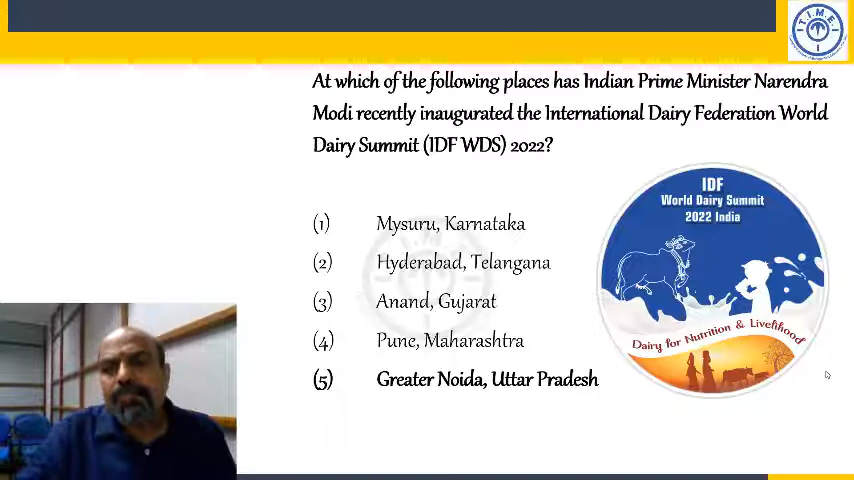 T.I.M.E.
At which of the following places has Indian Prime Minister Narendra
Modi recently inaugurated the International Dairy Federation World
Dairy Summit (IDF WDS) 2022?
(1) Mysuru, Karnataka
(2) Hyderabad, Telangana
(3) Anand, Gujarat
(4) Pune, Maharashtra
(5) Greater Noida, Uttar Pradesh
IDF
World Dairy Summit
2022 India
Dairy for Nutrition & Livelihood